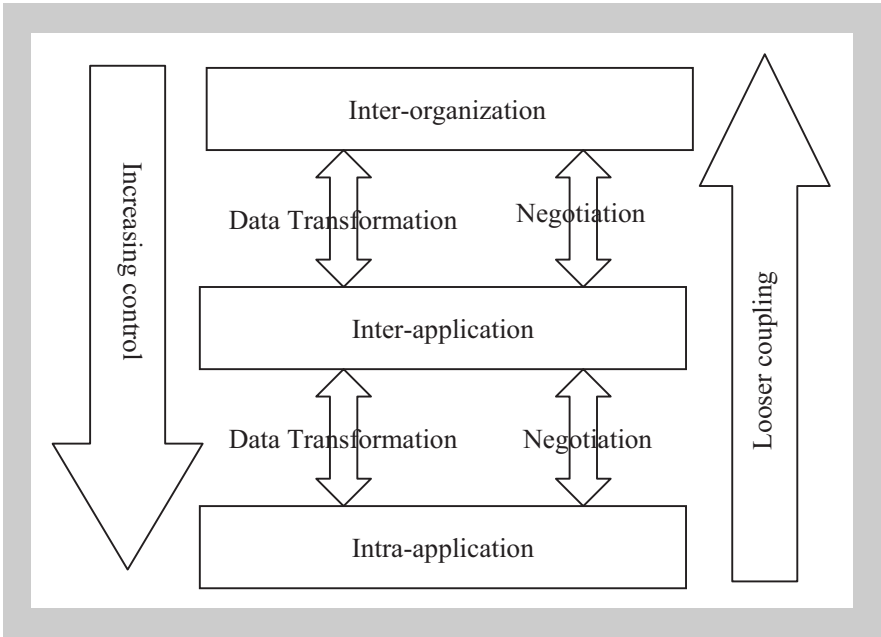 Inter-organization
Increasing control
Data Transformation
Negotiation
Inter-application
Looser coupling
Data Transformation
Negotiation
Intra-application